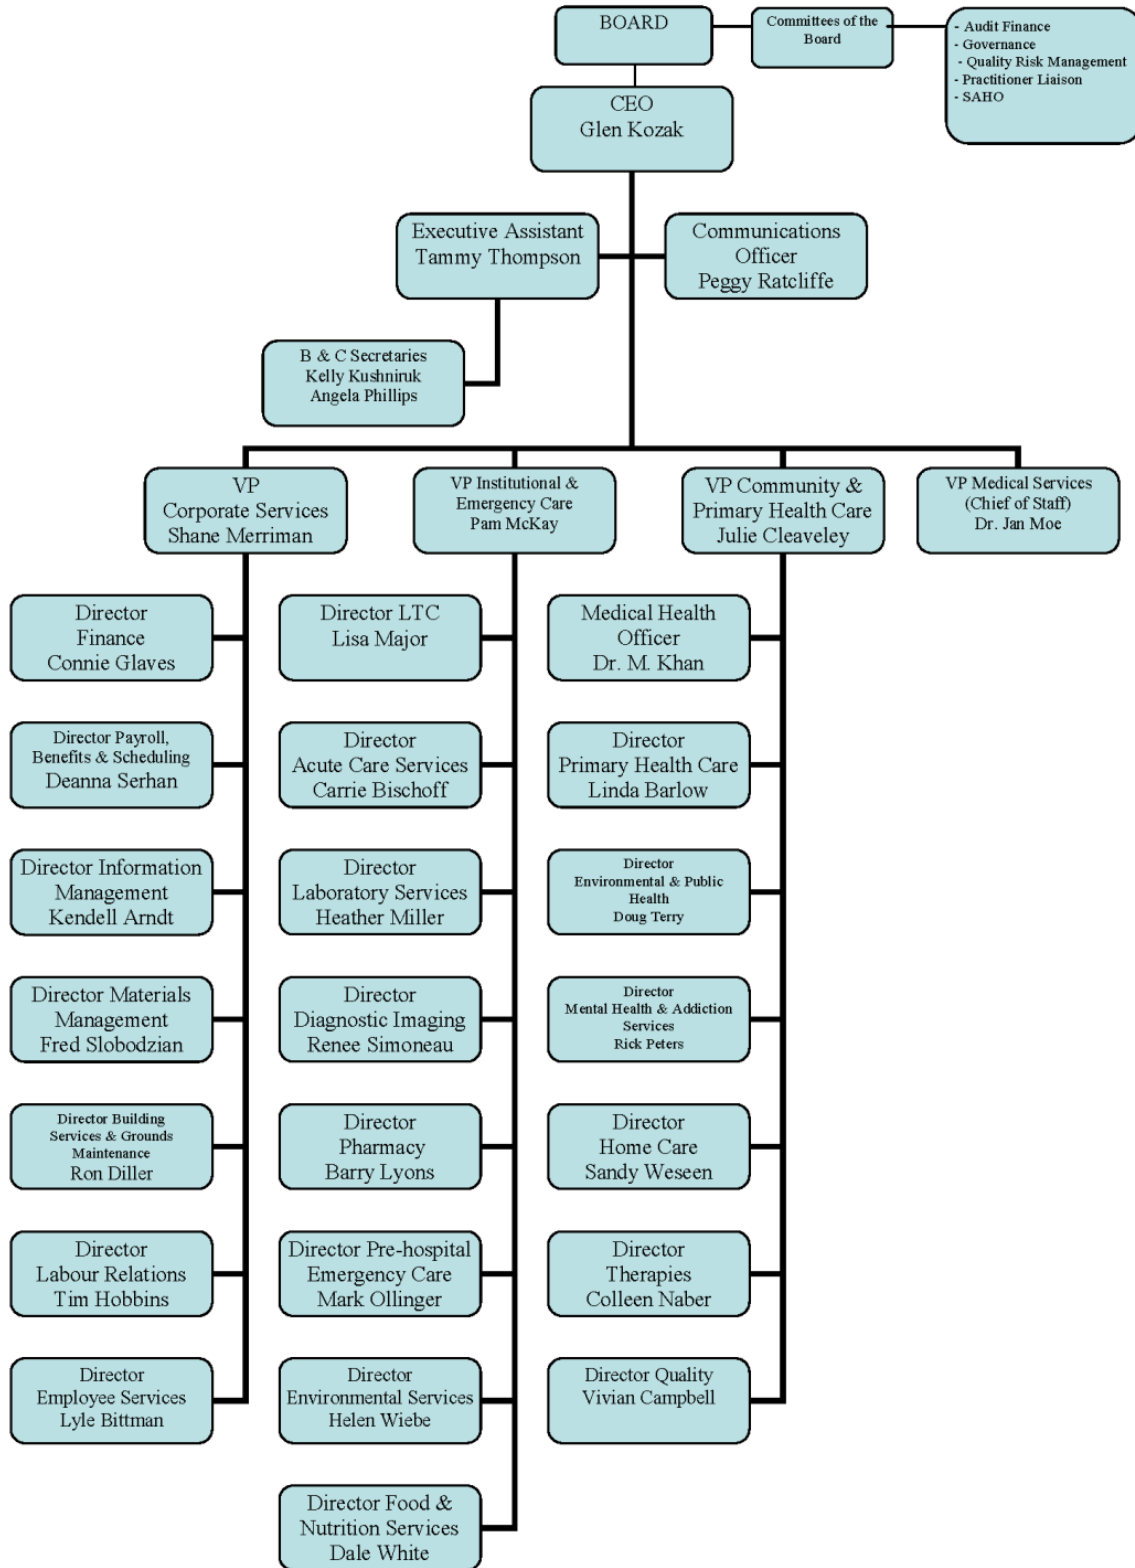 BOARD
Committees of the
Board
- Audit Finance
- Governance
- Quality Risk Management
- Practitioner Liaison
- SAHO
CEO
Glen Kozak
Executive Assistant
Tammy Thompson
Communications
Officer
Peggy Ratcliffe
B & C Secretaries
Kelly Kushniruk
Angela Phillips
VP
Corporate Services
Shane Merriman
VP Institutional &
Emergency Care
Pam McKay
VP Community &
Primary Health Care
Julie Cleaveley
VP Medical Services
(Chief of Staff)
Dr. Jan Moe
Director
Finance
Connie Glaves
Director LTC
Lisa Major
Medical Health
Officer
Dr. M. Khan
Director Payroll,
Benefits & Scheduling
Deanna Serhan
Director
Acute Care Services
Carrie Bischoff
Director
Primary Health Care
Linda Barlow
Director Information
Management
Kendell Arndt
Director
Laboratory Services
Heather Miller
Director
Environmental & Public
Health
Doug Terry
Director Materials
Management
Fred Slobodzian
Director
Diagnostic Imaging
Renee Simoneau
Director
Mental Health & Addiction
Services
Rick Peters
Director Building
Services & Grounds
Maintenance
Ron Diller
Director
Pharmacy
Barry Lyons
Director
Home Care
Sandy Weseen
Director
Labour Relations
Tim Hobbins
Director Pre-hospital
Emergency Care
Mark Ollinger
Director
Therapies
Colleen Naber
Director
Employee Services
Lyle Bittman
Director
Environmental Services
Helen Wiebe
Director Quality
Vivian Campbell
Director Food &
Nutrition Services
Dale White